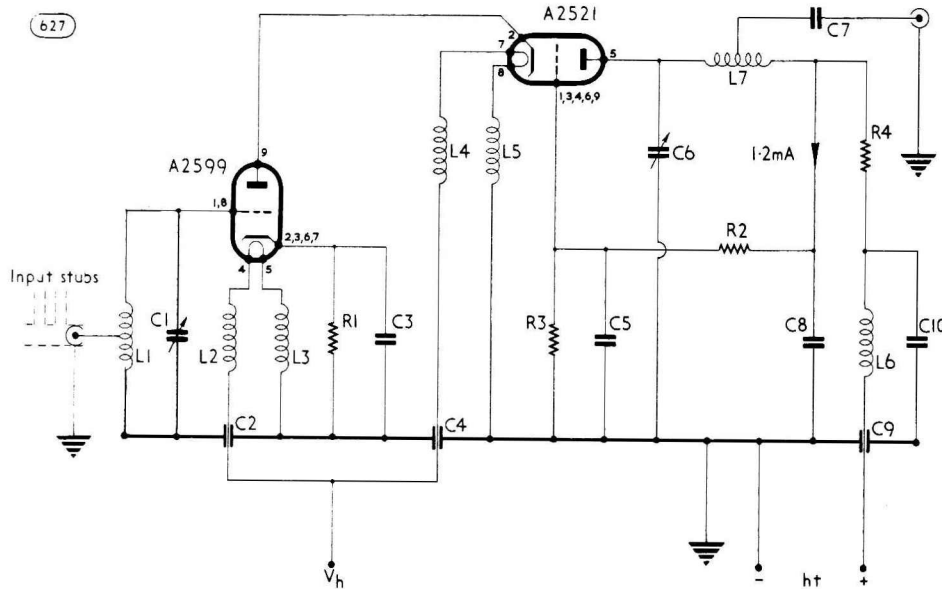 627
A2521
C7
2
7
8
5
1,3,4,6,9
L7
A2599
9
L4
L5
C6
1·2mA
R4
1,8
2,3,6,7
4
5
R2
Input stubs
L1
C1
L2
L3
R1
C3
R3
C5
C8
L6
C10
C2
C4
C9
Vh
-
ht
+